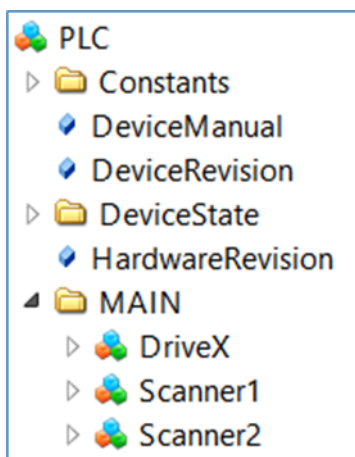 PLC
Constants
DeviceManual
DeviceRevision
DeviceState
HardwareRevision
MAIN
DriveX
Scanner1
Scanner2